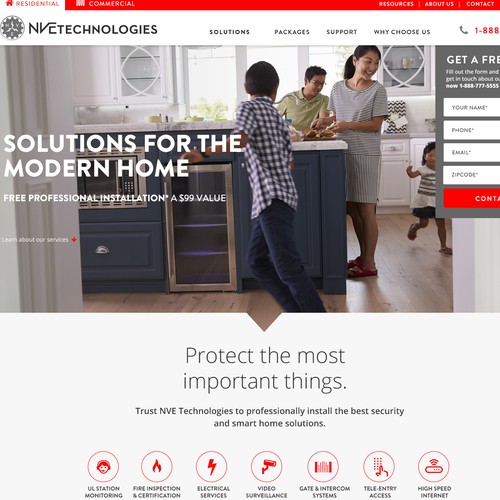 RESIDENTIAL
COMMERCIAL
RESOURCES | ABOUT US | CONTACT
NVETECHNOLOGIES
SOLUTIONS
PACKAGES
SUPPORT
WHY CHOOSE US
1-888
GET A FRE
Fill out the form and
get in touch about ou
now 1-888-777-5555
YOUR NAME*
PHONE*
EMAIL*
ZIPCODE*
CONTA
SOLUTIONS FOR THE
MODERN HOME
FREE PROFESSIONAL INSTALLATION* A $99 VALUE
Learn about our services
Protect the most
important things.
Trust NVE Technologies to professionally install the best security
and smart home solutions.
UL STATION
MONITORING
FIRE INSPECTION
& CERTIFICATION
ELECTRICAL
SERVICES
VIDEO
SURVEILLANCE
GATE & INTERCOM
SYSTEMS
TELE-ENTRY
ACCESS
HIGH SPEED
INTERNET